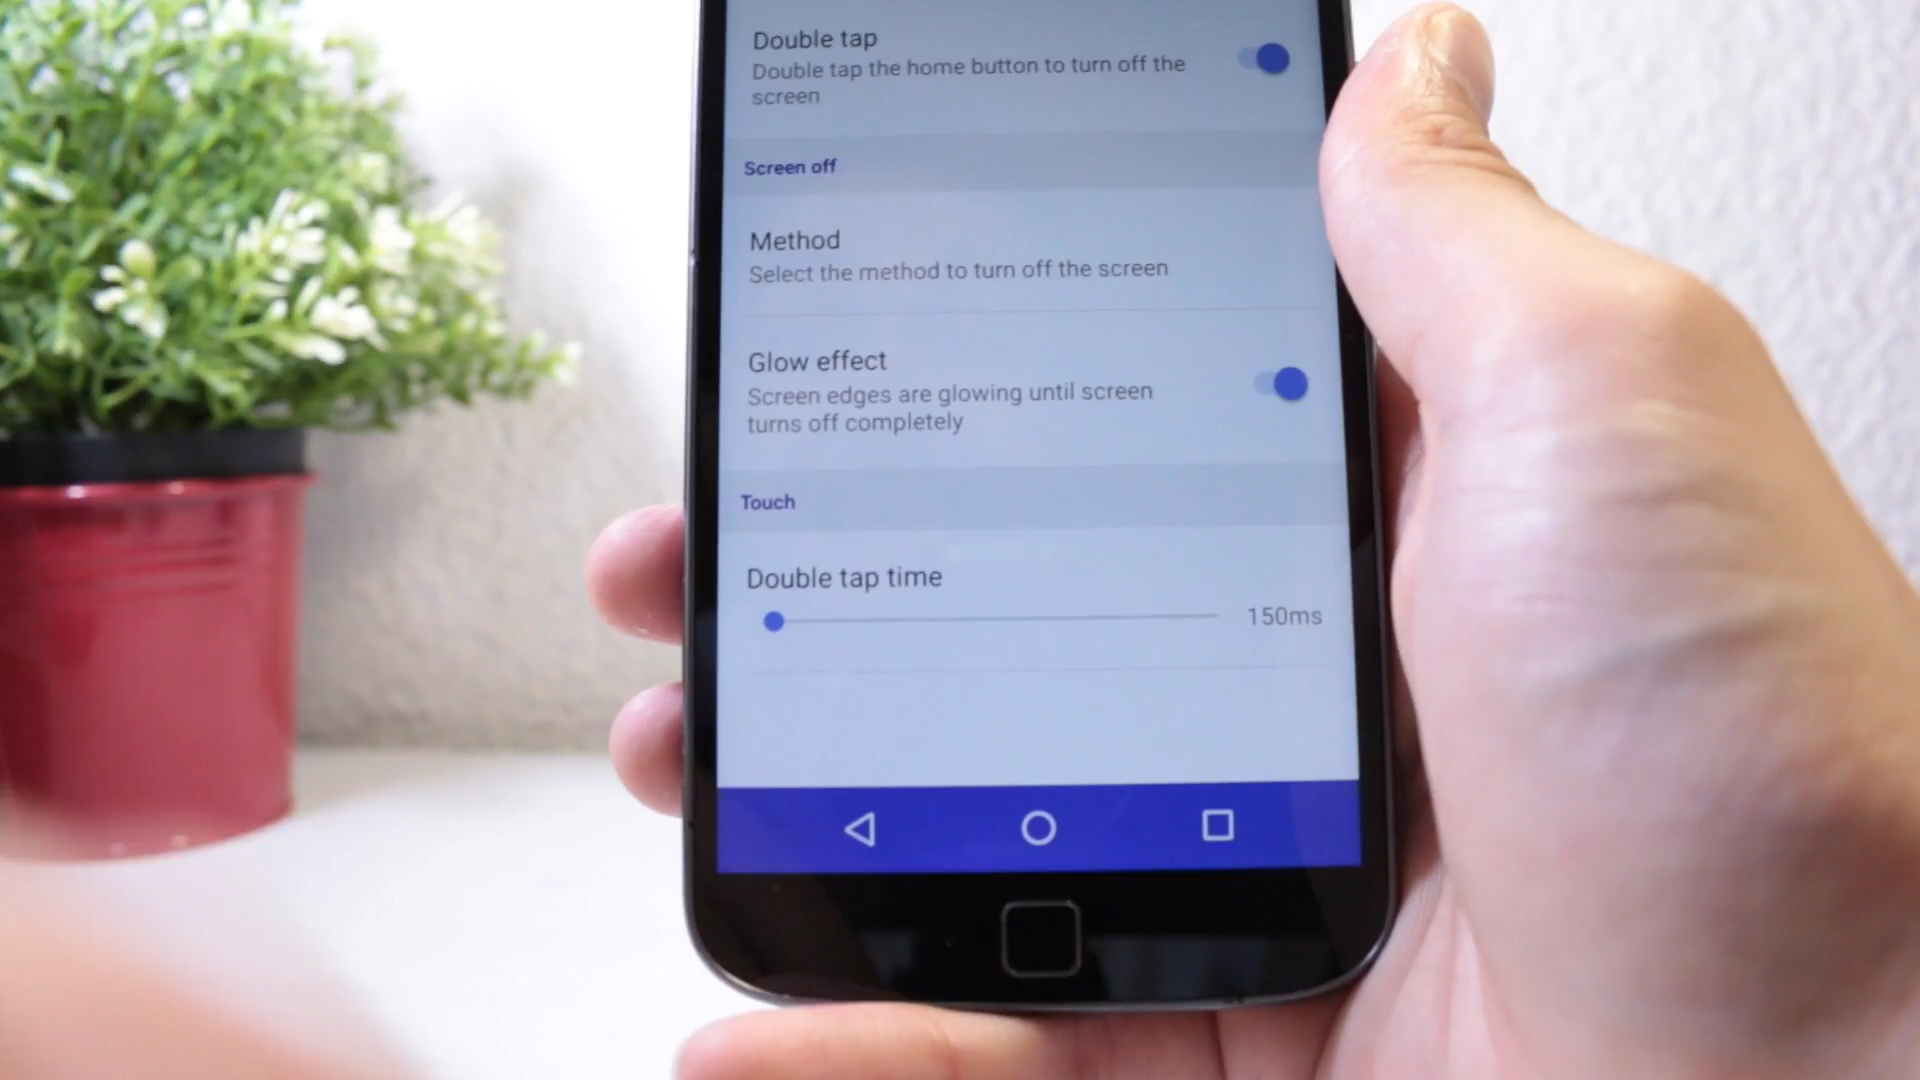 Double tap
Double tap the home button to turn off the
screen
Screen off
Method
Select the method to turn off the screen
Glow effect
Screen edges are glowing until screen
turns off completely
Touch
Double tap time
150ms